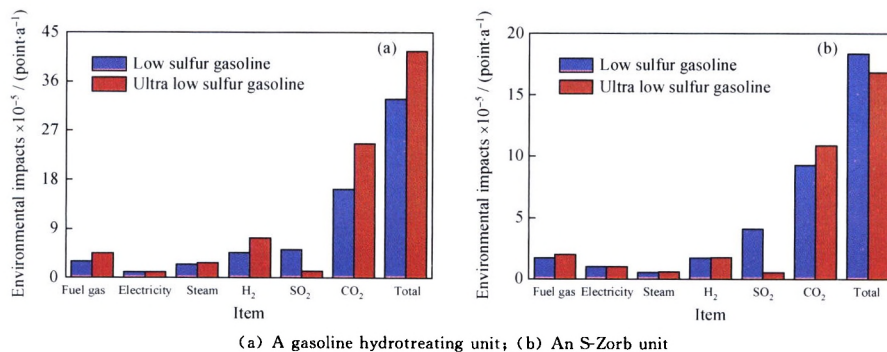 Environmental impacts ×10⁻⁵ / (point·a⁻¹)
45
36
27
18
9
0
(a)
Low sulfur gasoline
Ultra low sulfur gasoline
Fuel gas Electricity Steam H₂ SO₂ CO₂ Total
Item
Environmental impacts ×10⁻⁵ / (point·a⁻¹)
20
15
10
5
0
(b)
Low sulfur gasoline
Ultra low sulfur gasoline
Fuel gas Electricity Steam H₂ SO₂ CO₂ Total
Item
(a) A gasoline hydrotreating unit; (b) An S-Zorb unit